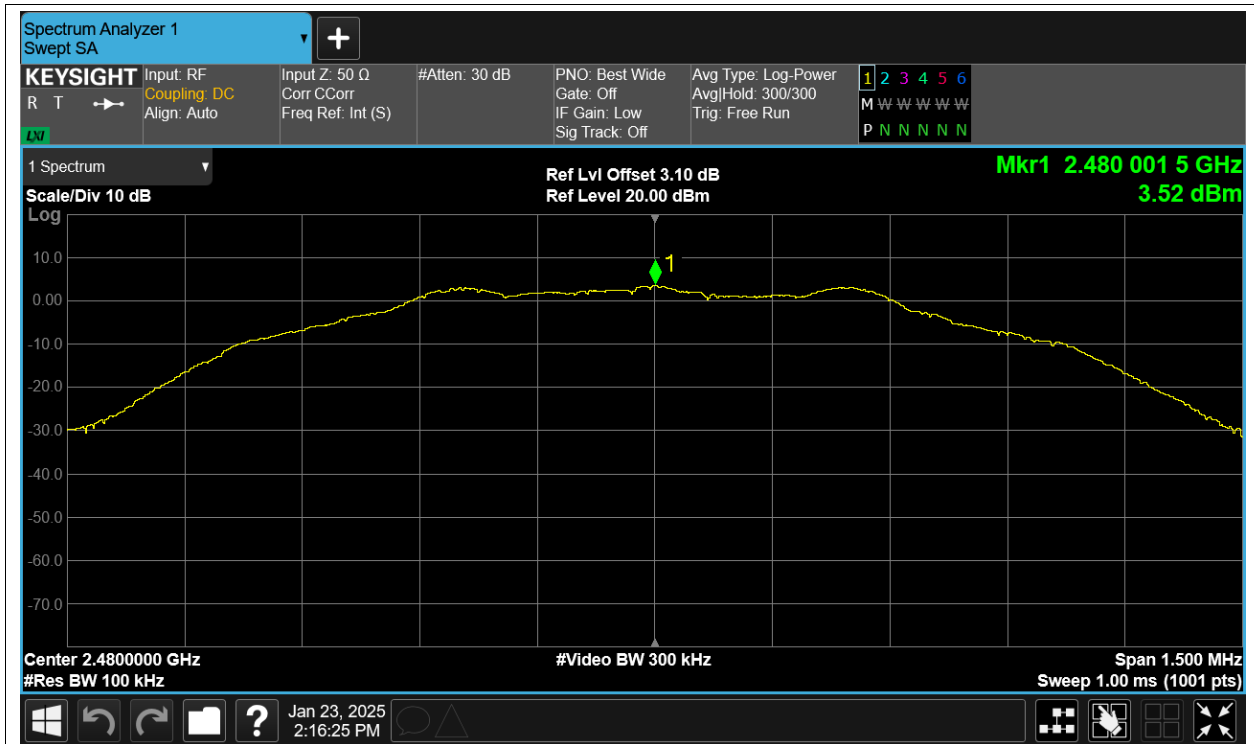 Spectrum Analyzer 1
Swept SA
KEYSIGHT
R T
LXI
Input: RF
Coupling: DC
Align: Auto
Input Z: 50 Ω
Corr CCorr
Freq Ref: Int (S)
#Atten: 30 dB
PNO: Best Wide
Gate: Off
IF Gain: Low
Sig Track: Off
Avg Type: Log-Power
Avg|Hold: 300/300
Trig: Free Run
1 2 3 4 5 6
M W W W W W
P N N N N N
1 Spectrum
Scale/Div 10 dB
Log
Ref Lvl Offset 3.10 dB
Ref Level 20.00 dBm
Mkr1 2.480 001 5 GHz
3.52 dBm
1
10.0
0.00
-10.0
-20.0
-30.0
-40.0
-50.0
-60.0
-70.0
Center 2.4800000 GHz
#Video BW 300 kHz
Span 1.500 MHz
#Res BW 100 kHz
Sweep 1.00 ms (1001 pts)
?
Jan 23, 2025
2:16:25 PM